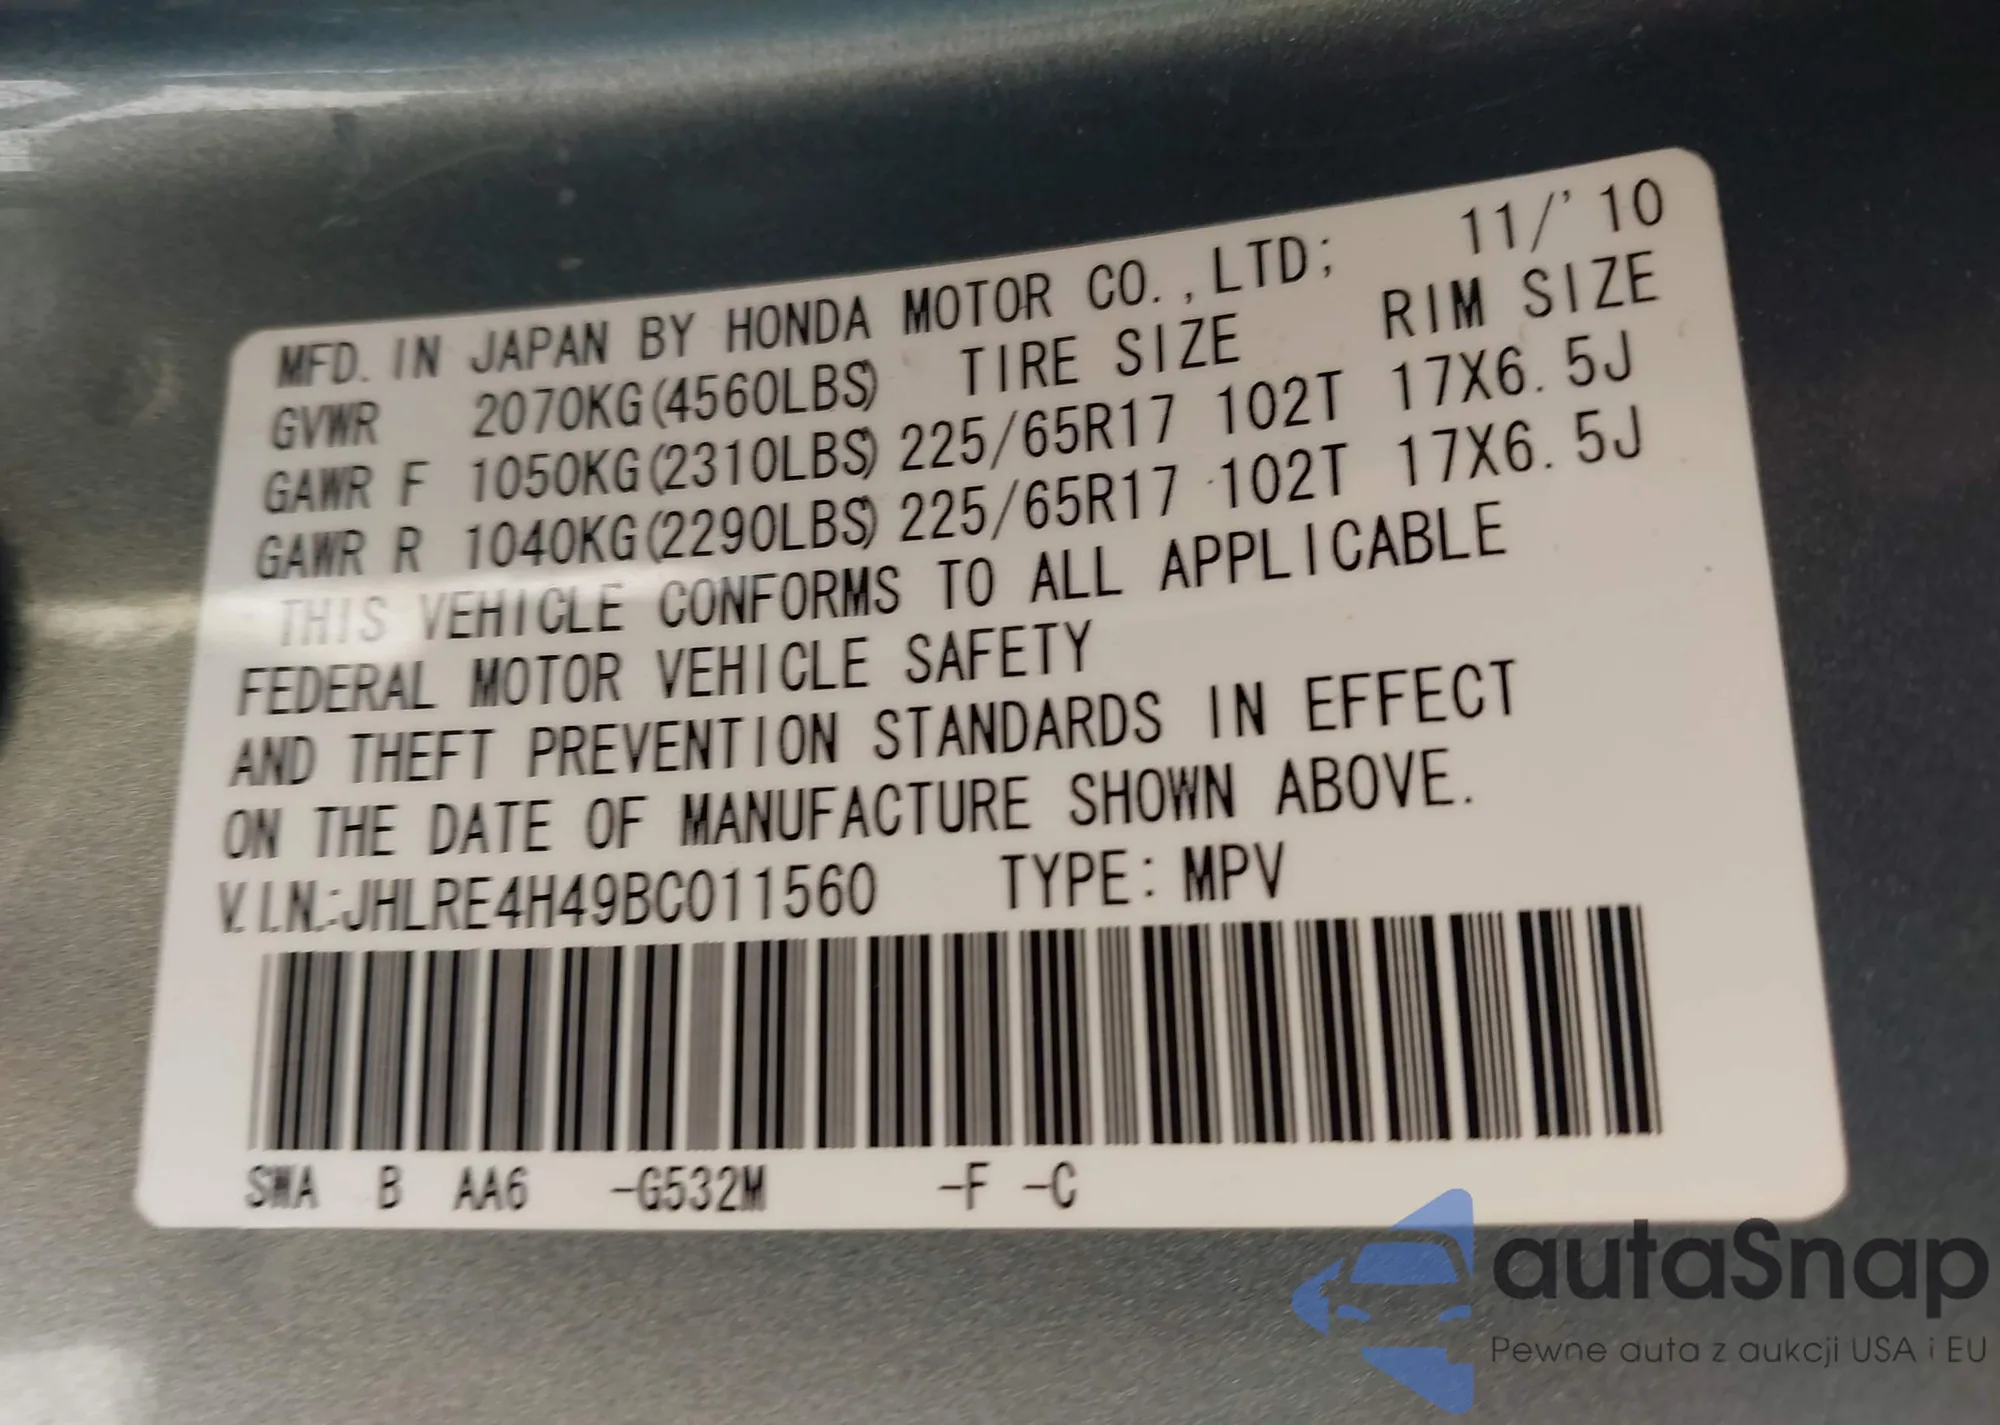 MFD. IN JAPAN BY HONDA MOTOR CO., LTD; 11/'10
GVWR 2070KG(4560LBS) TIRE SIZE RIM SIZE
GAWR F 1050KG(2310LBS) 225/65R17 102T 17X6.5J
GAWR R 1040KG(2290LBS) 225/65R17 102T 17X6.5J
THIS VEHICLE CONFORMS TO ALL APPLICABLE
FEDERAL MOTOR VEHICLE SAFETY
AND THEFT PREVENTION STANDARDS IN EFFECT
ON THE DATE OF MANUFACTURE SHOWN ABOVE.
V.I.N.:JHLRE4H49BC011560 TYPE: MPV
SWA B AA6 -G532M -F -C
autaSnap
Pewne auta z aukcji USA i EU